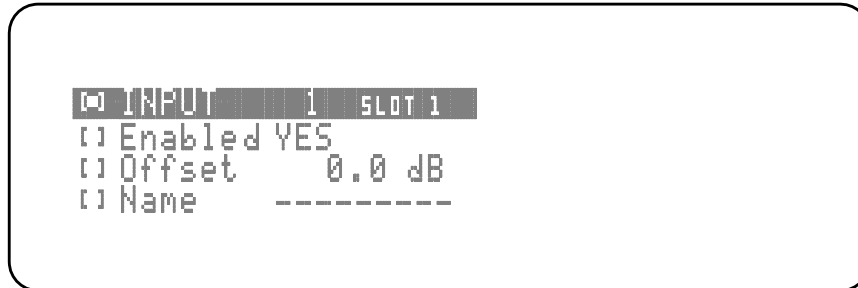 [▪] INPUT 1 SLOT 1
[] Enabled YES
[] Offset 0.0 dB
[] Name ---------